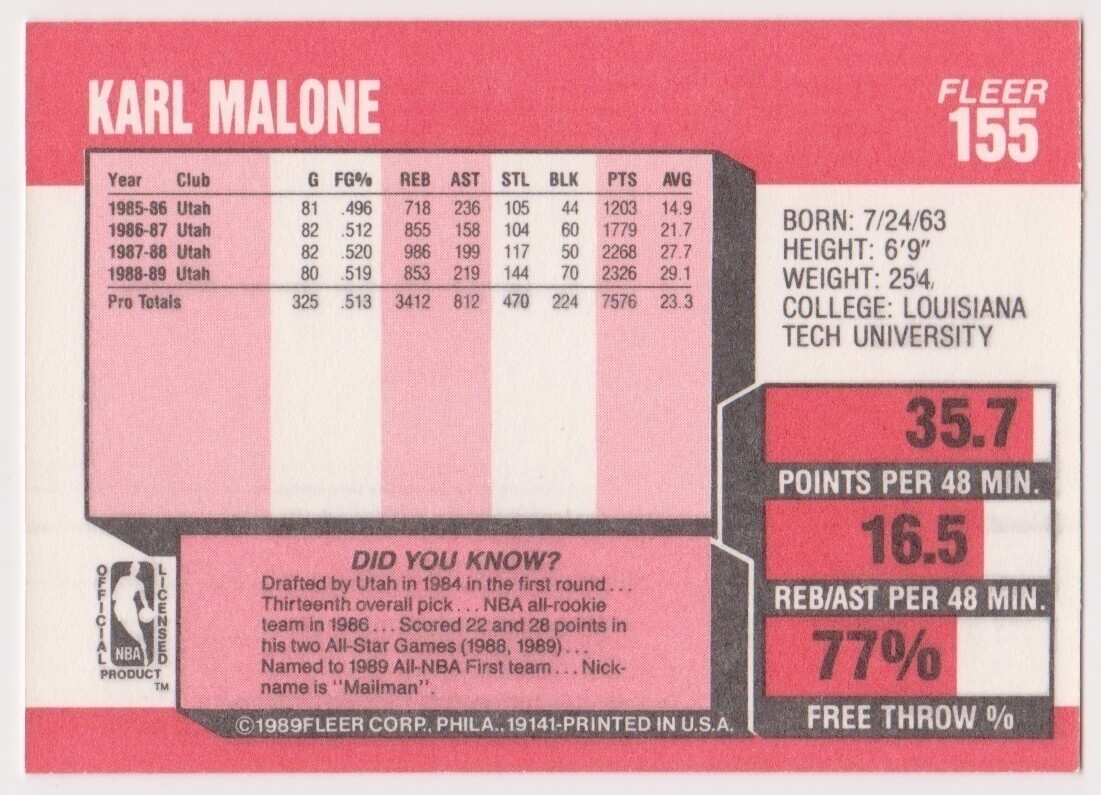 KARL MALONE
FLEER
155
Year Club G FG% REB AST STL BLK PTS AVG
1985-86 Utah 81 .496 718 236 105 44 1203 14.9
1986-87 Utah 82 .512 855 158 104 60 1779 21.7
1987-88 Utah 82 .520 986 199 117 50 2268 27.7
1988-89 Utah 80 .519 853 219 144 70 2326 29.1
Pro Totals 325 .513 3412 812 470 224 7576 23.3
BORN: 7/24/63
HEIGHT: 6'9"
WEIGHT: 254
COLLEGE: LOUISIANA
TECH UNIVERSITY
35.7
POINTS PER 48 MIN.
16.5
REB/AST PER 48 MIN.
77%
FREE THROW %
DID YOU KNOW?
Drafted by Utah in 1984 in the first round...
Thirteenth overall pick... NBA all-rookie
team in 1986... Scored 22 and 28 points in
his two All-Star Games (1988, 1989)...
Named to 1989 All-NBA First team... Nick-
name is "Mailman".
OFFICIAL
LICENSED
NBA
PRODUCT
TM
©1989FLEER CORP., PHILA., 19141-PRINTED IN U.S.A.